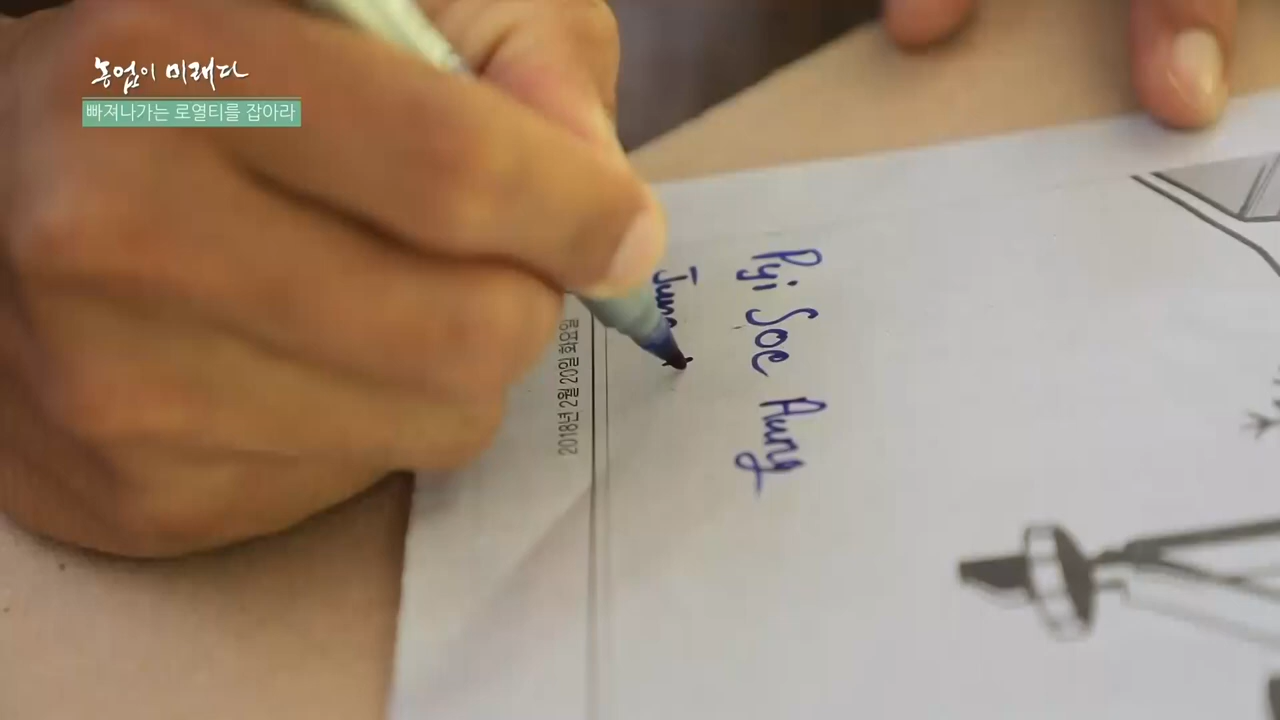 농업이 미래다
빠져나가는 로열티를 잡아라
Pyi Soe Aung
June
2018년 2월 20일 화요일